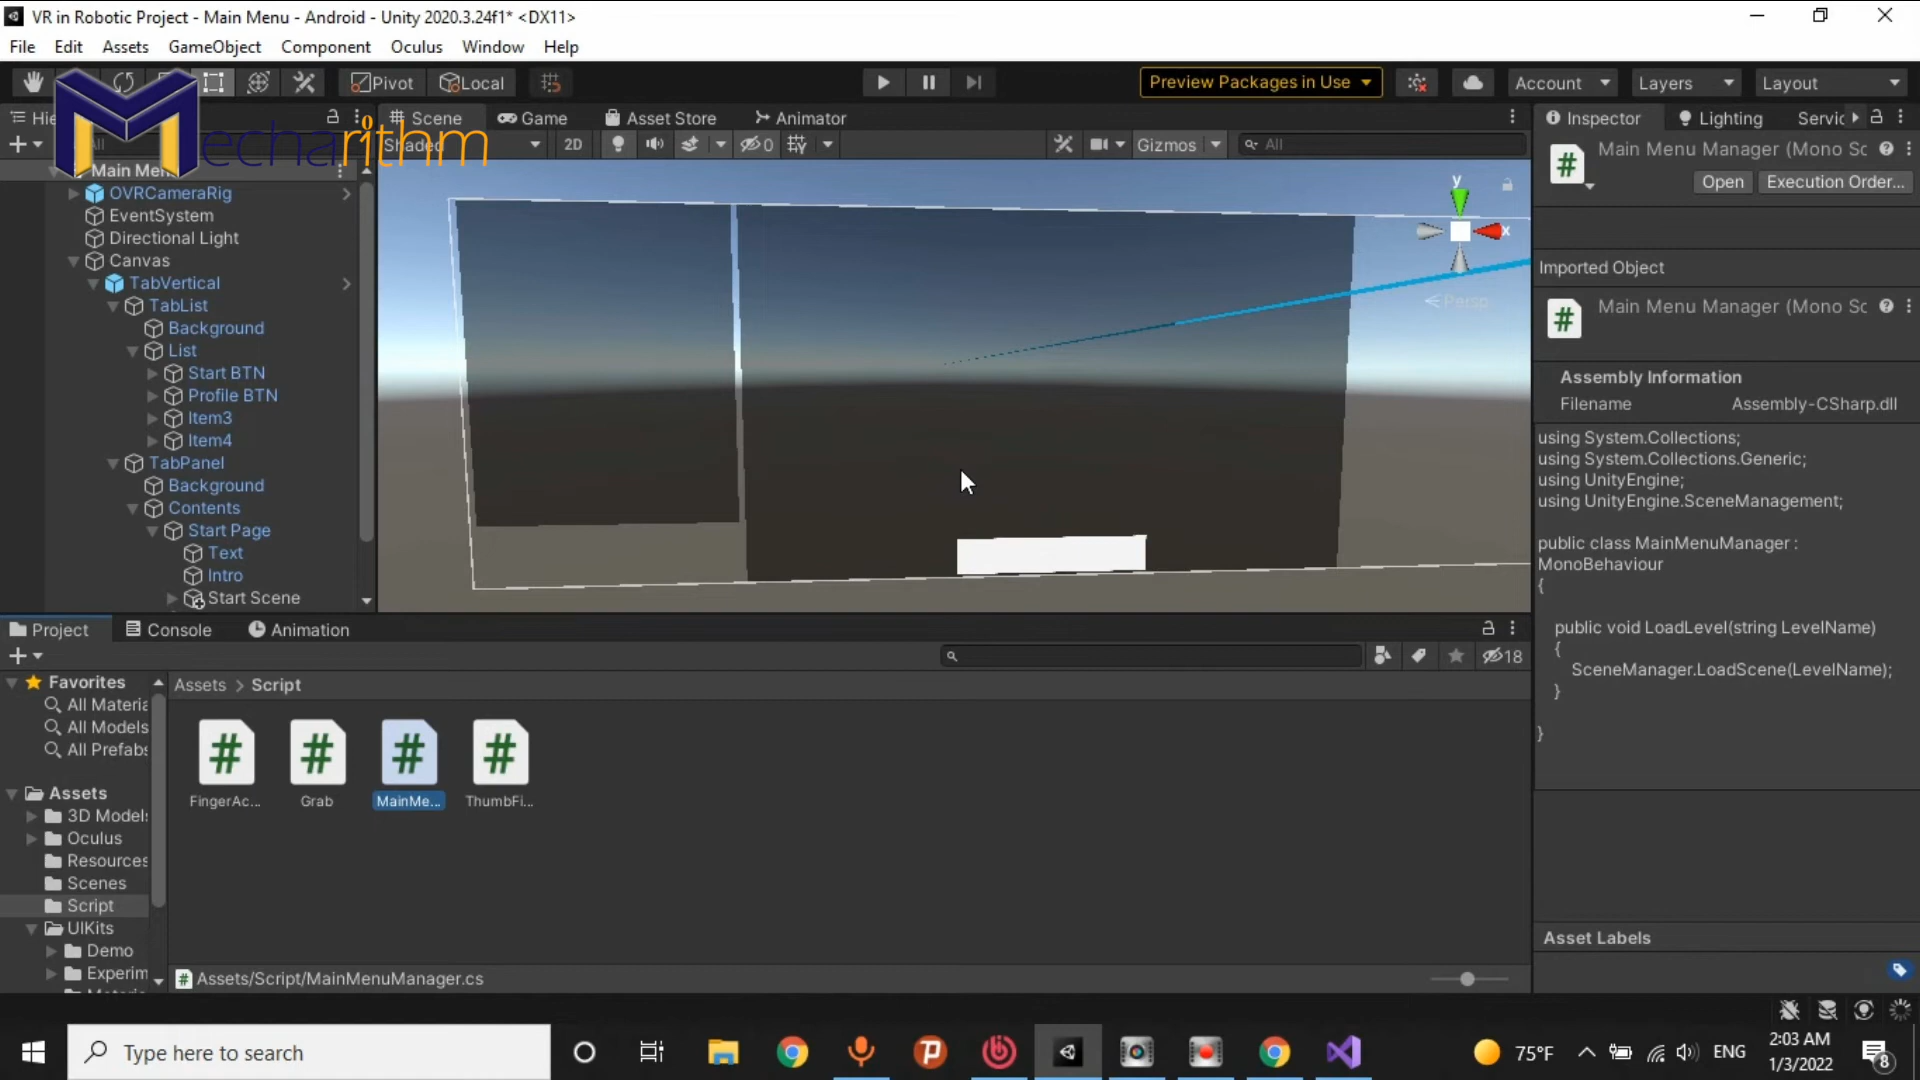 VR in Robotic Project - Main Menu - Android - Unity 2020.3.24f1* <DX11>
File Edit Assets GameObject Component Oculus Window Help
Pivot Local Preview Packages in Use Account Layers Layout
Mecharithm
Hie
Scene Game Asset Store Animator
Inspector Lighting Servic
All
Shaded 2D 0 Gizmos All
Main Men
OVRCameraRig
EventSystem
Directional Light
Canvas
TabVertical
TabList
Background
List
Start BTN
Profile BTN
Item3
Item4
TabPanel
Background
Contents
Start Page
Text
Intro
Start Scene
y
x
Persp
Main Menu Manager (Mono Sc
Open Execution Order...
Imported Object
Main Menu Manager (Mono Sc
Assembly Information
Filename Assembly-CSharp.dll
using System.Collections;
using System.Collections.Generic;
using UnityEngine;
using UnityEngine.SceneManagement;
public class MainMenuManager :
MonoBehaviour
{
public void LoadLevel(string LevelName)
{
SceneManager.LoadScene(LevelName);
}
}
Asset Labels
Project Console Animation
18
Favorites
All Materia
All Models
All Prefabs
Assets
3D Models
Oculus
Resources
Scenes
Script
UIKits
Demo
Experim
Assets > Script
FingerAc... Grab MainMe... ThumbFi...
Assets/Script/MainMenuManager.cs
Type here to search
75°F ENG
2:03 AM
1/3/2022
8